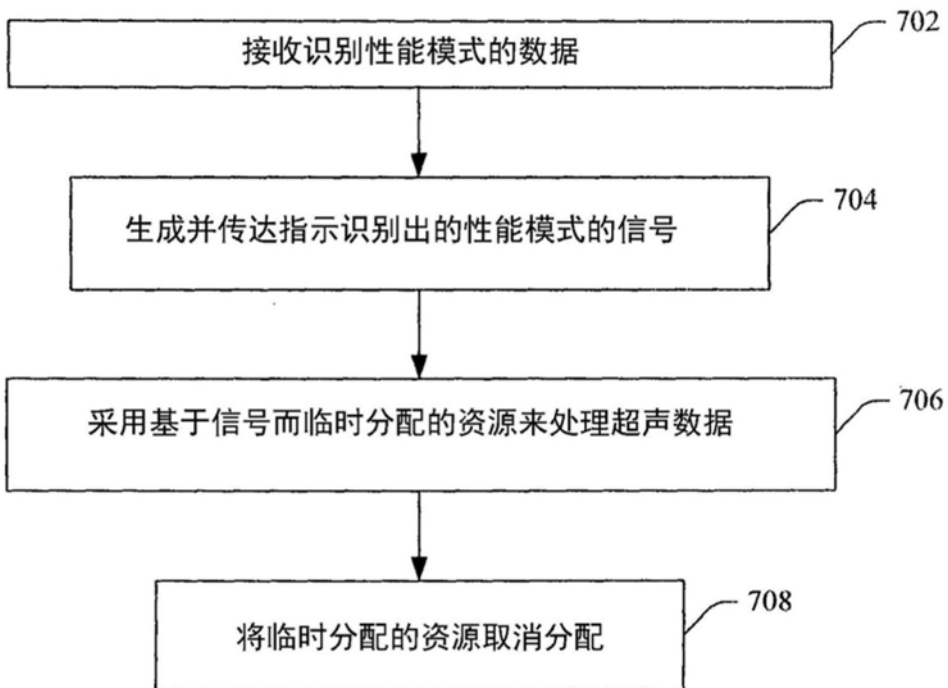 702
接收识别性能模式的数据
704
生成并传达指示识别出的性能模式的信号
706
采用基于信号而临时分配的资源来处理超声数据
708
将临时分配的资源取消分配